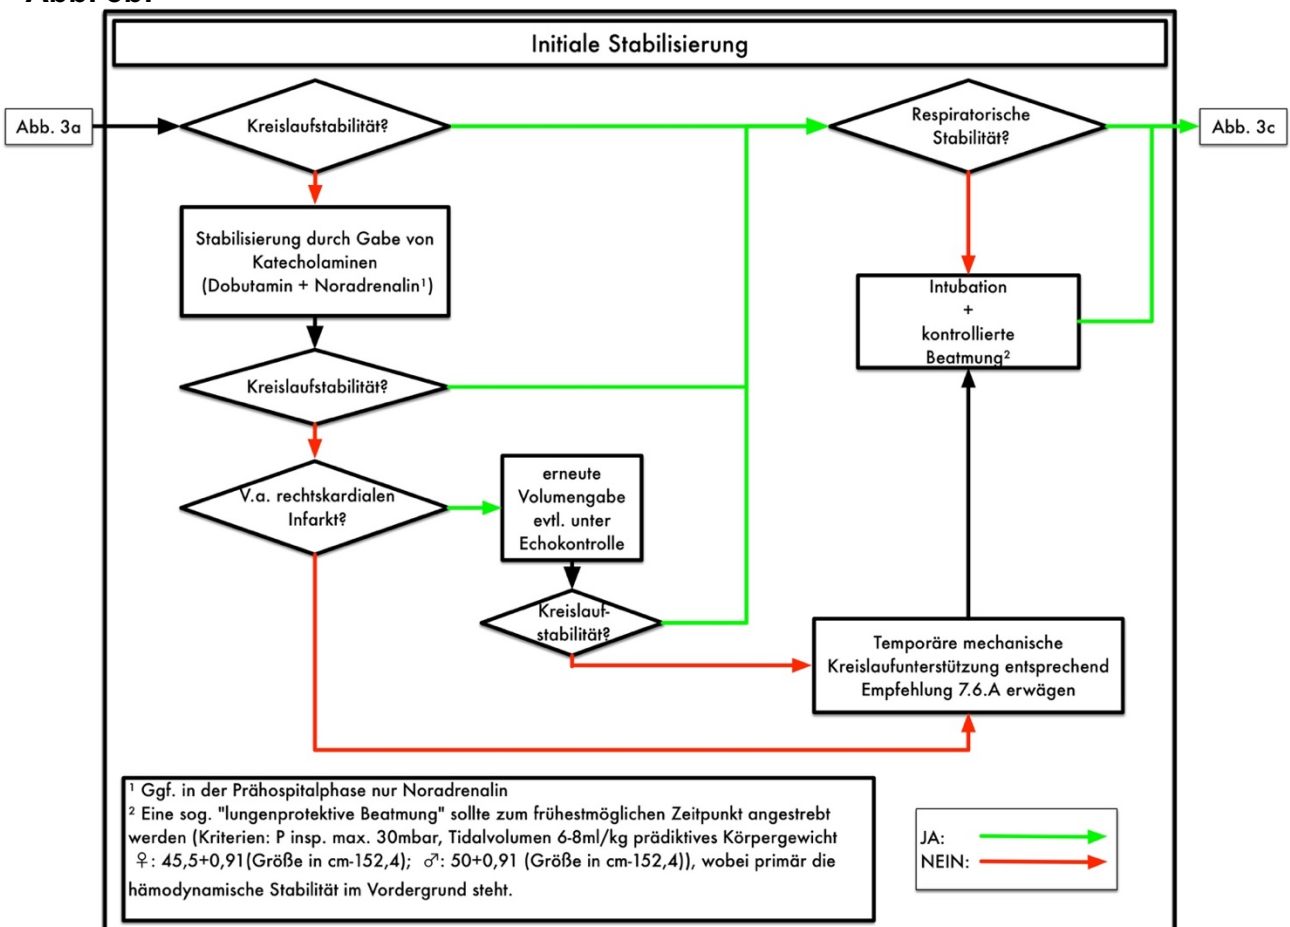 Abb. 3b.
Initiale Stabilisierung
Abb. 3a
Kreislaufstabilität?
Respiratorische
Stabilität?
Abb. 3c
Stabilisierung durch Gabe von
Katecholaminen
(Dobutamin + Noradrenalin¹)
Intubation
+
kontrollierte
Beatmung²
Kreislaufstabilität?
V.a. rechtskardialen
Infarkt?
erneute
Volumengabe
evtl. unter
Echokontrolle
Kreislauf-
stabilität?
Temporäre mechanische
Kreislaufunterstützung entsprechend
Empfehlung 7.6.A erwägen
¹ Ggf. in der Prähospitalphase nur Noradrenalin
² Eine sog. "lungenprotektive Beatmung" sollte zum frühestmöglichen Zeitpunkt angestrebt
werden (Kriterien: P insp. max. 30mbar, Tidalvolumen 6-8ml/kg prädiktives Körpergewicht
♀: 45,5+0,91(Größe in cm-152,4); ♂: 50+0,91 (Größe in cm-152,4)), wobei primär die
hämodynamische Stabilität im Vordergrund steht.
JA:
NEIN: